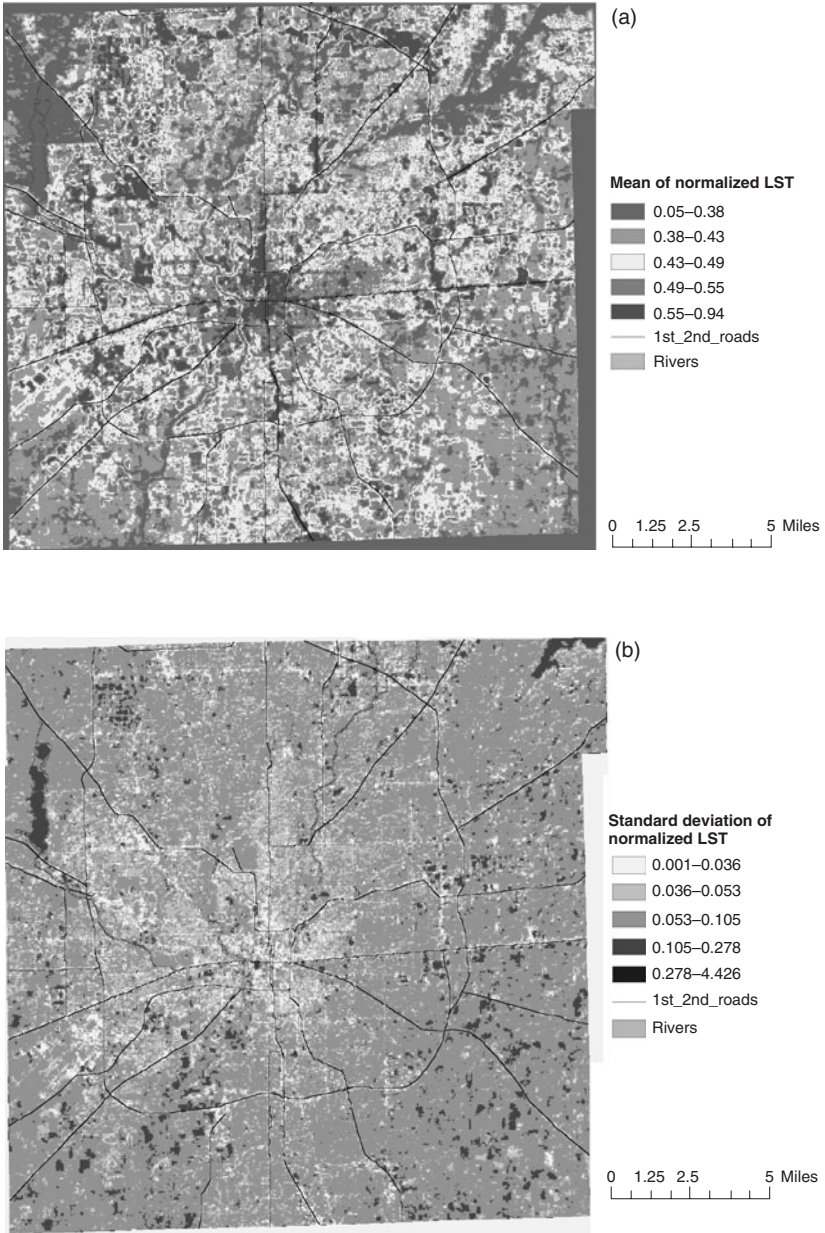 (a)
Mean of normalized LST
0.05–0.38
0.38–0.43
0.43–0.49
0.49–0.55
0.55–0.94
1st_2nd_roads
Rivers
0 1.25 2.5 5 Miles
(b)
Standard deviation of
normalized LST
0.001–0.036
0.036–0.053
0.053–0.105
0.105–0.278
0.278–4.426
1st_2nd_roads
Rivers
0 1.25 2.5 5 Miles